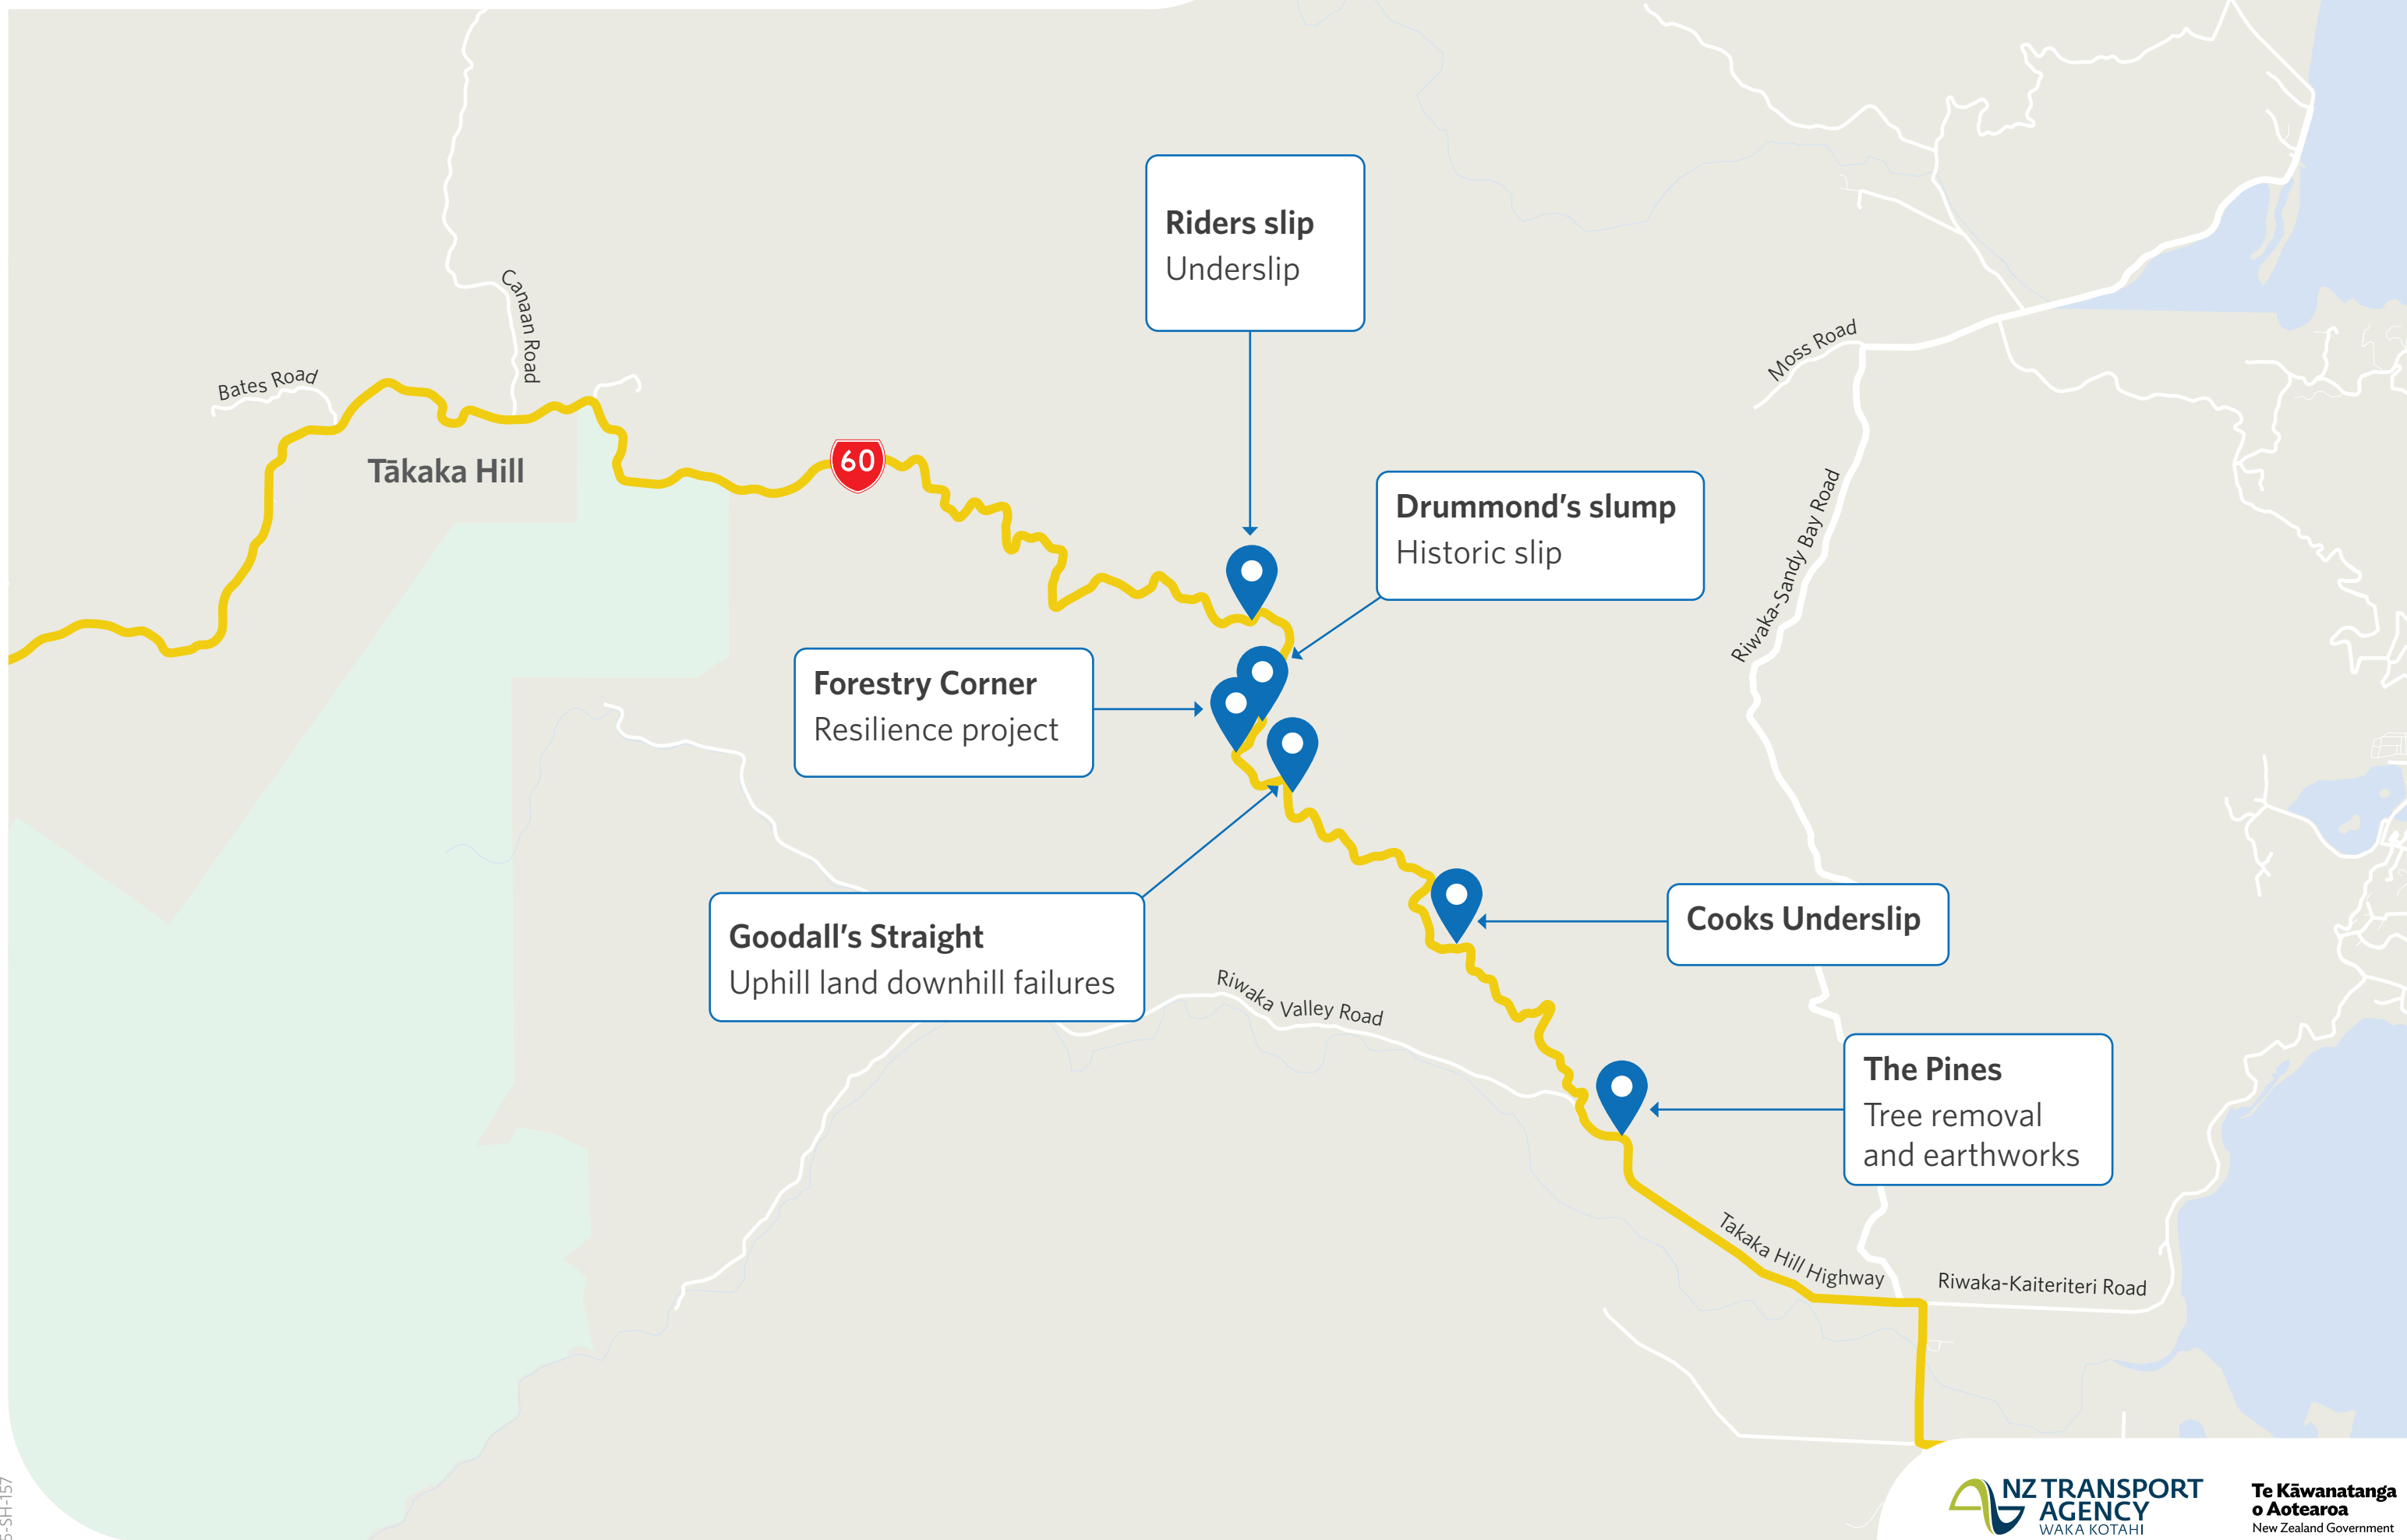 Riders slip
Underslip
Canaan Road
Bates Road
Moss Road
Tākaka Hill
60
Drummond’s slump
Historic slip
Riwaka-Sandy Bay Road
Forestry Corner
Resilience project
Goodall’s Straight
Uphill land downhill failures
Cooks Underslip
Riwaka Valley Road
The Pines
Tree removal
and earthworks
Takaka Hill Highway
Riwaka-Kaiteriteri Road
NZ TRANSPORT
AGENCY
WAKA KOTAHI
Te Kāwanatanga
o Aotearoa
New Zealand Government